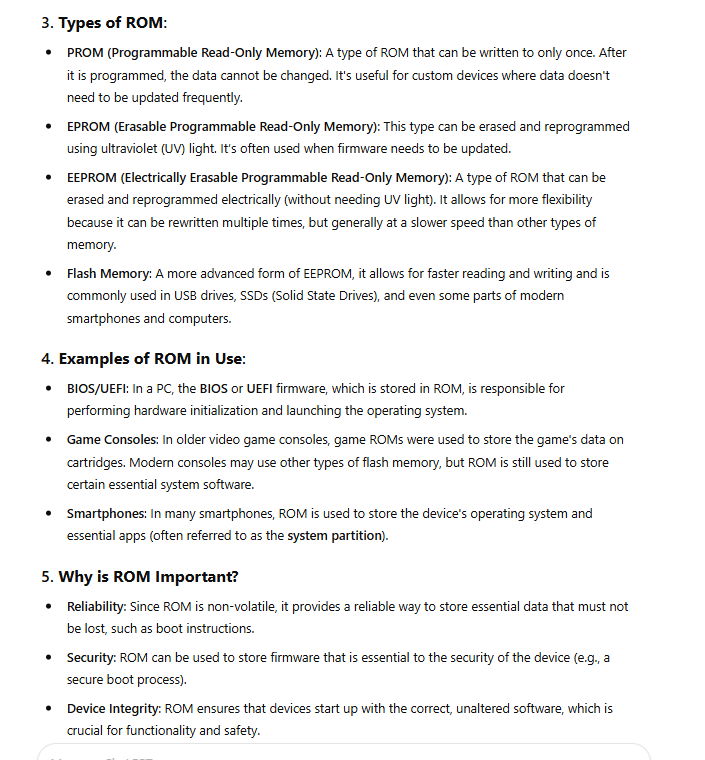 3. Types of ROM:
• PROM (Programmable Read-Only Memory): A type of ROM that can be written to only once. After
it is programmed, the data cannot be changed. It's useful for custom devices where data doesn't
need to be updated frequently.
• EPROM (Erasable Programmable Read-Only Memory): This type can be erased and reprogrammed
using ultraviolet (UV) light. It's often used when firmware needs to be updated.
• EEPROM (Electrically Erasable Programmable Read-Only Memory): A type of ROM that can be
erased and reprogrammed electrically (without needing UV light). It allows for more flexibility
because it can be rewritten multiple times, but generally at a slower speed than other types of
memory.
• Flash Memory: A more advanced form of EEPROM, it allows for faster reading and writing and is
commonly used in USB drives, SSDs (Solid State Drives), and even some parts of modern
smartphones and computers.
4. Examples of ROM in Use:
• BIOS/UEFI: In a PC, the BIOS or UEFI firmware, which is stored in ROM, is responsible for
performing hardware initialization and launching the operating system.
• Game Consoles: In older video game consoles, game ROMs were used to store the game's data on
cartridges. Modern consoles may use other types of flash memory, but ROM is still used to store
certain essential system software.
• Smartphones: In many smartphones, ROM is used to store the device's operating system and
essential apps (often referred to as the system partition).
5. Why is ROM Important?
• Reliability: Since ROM is non-volatile, it provides a reliable way to store essential data that must not
be lost, such as boot instructions.
• Security: ROM can be used to store firmware that is essential to the security of the device (e.g., a
secure boot process).
• Device Integrity: ROM ensures that devices start up with the correct, unaltered software, which is
crucial for functionality and safety.